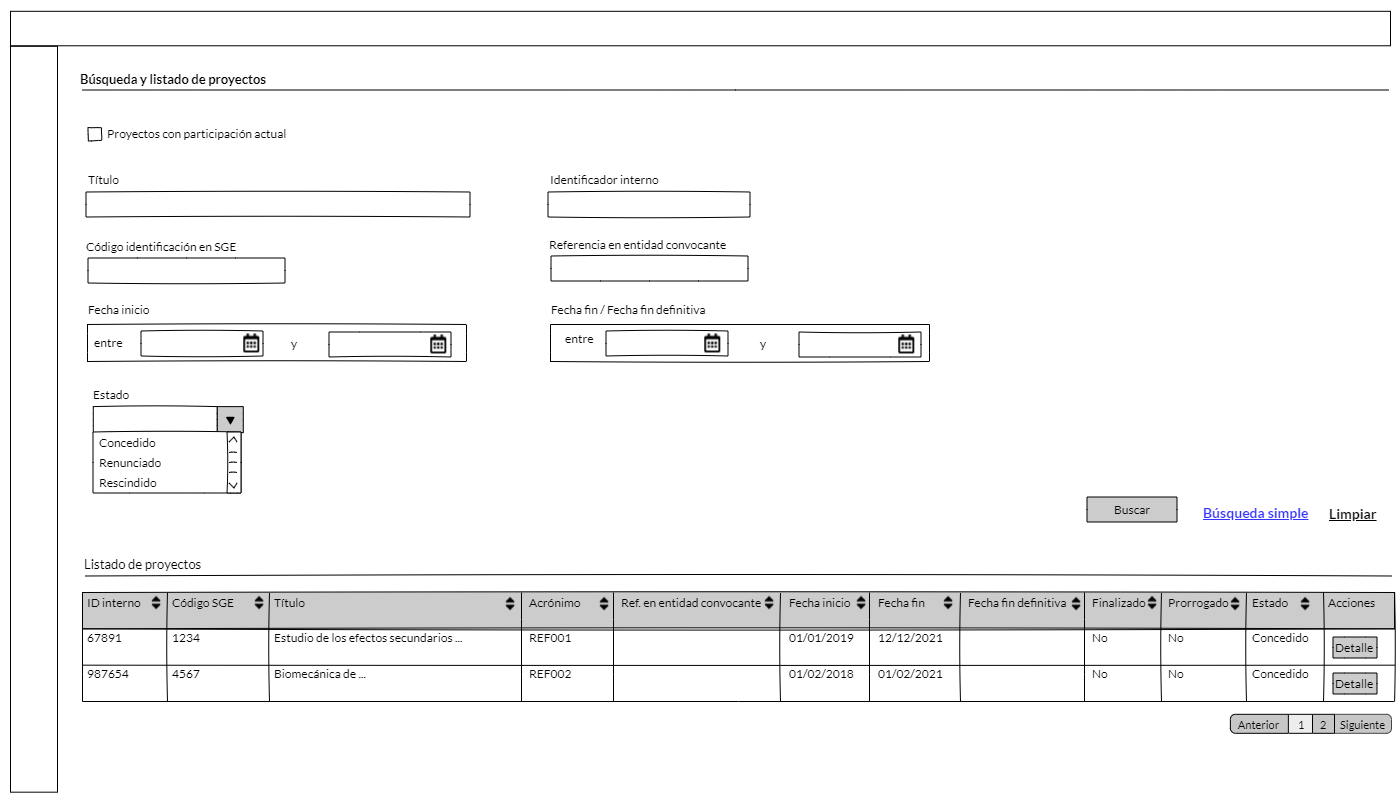 Búsqueda y listado de proyectos
Proyectos con participación actual
Título
Identificador interno
Código identificación en SGE
Referencia en entidad convocante
Fecha inicio
Fecha fin / Fecha fin definitiva
entre y
entre y
Estado
Concedido
Renunciado
Rescindido
Buscar Búsqueda simple Limpiar
Listado de proyectos
ID interno Código SGE Título Acrónimo Ref. en entidad convocante Fecha inicio Fecha fin Fecha fin definitiva Finalizado Prorrogado Estado Acciones
67891 1234 Estudio de los efectos secundarios ... REF001 01/01/2019 12/12/2021 No No Concedido Detalle
987654 4567 Biomecánica de ... REF002 01/02/2018 01/02/2021 No No Concedido Detalle
Anterior 1 2 Siguiente